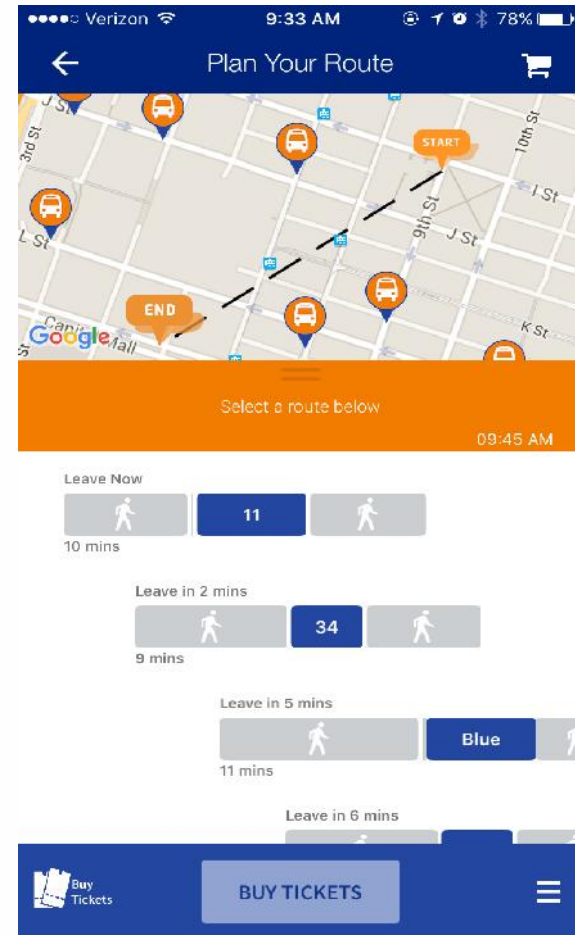 Verizon 9:33 AM 78%
Plan Your Route
J St
3rd St
START
10th St
I St
9th St
J St
L St
END
K St
Capitol Mall
Google
St
Select a route below
09:45 AM
Leave Now
11
10 mins
Leave in 2 mins
34
9 mins
Leave in 5 mins
Blue
11 mins
Leave in 6 mins
Buy
Tickets
BUY TICKETS